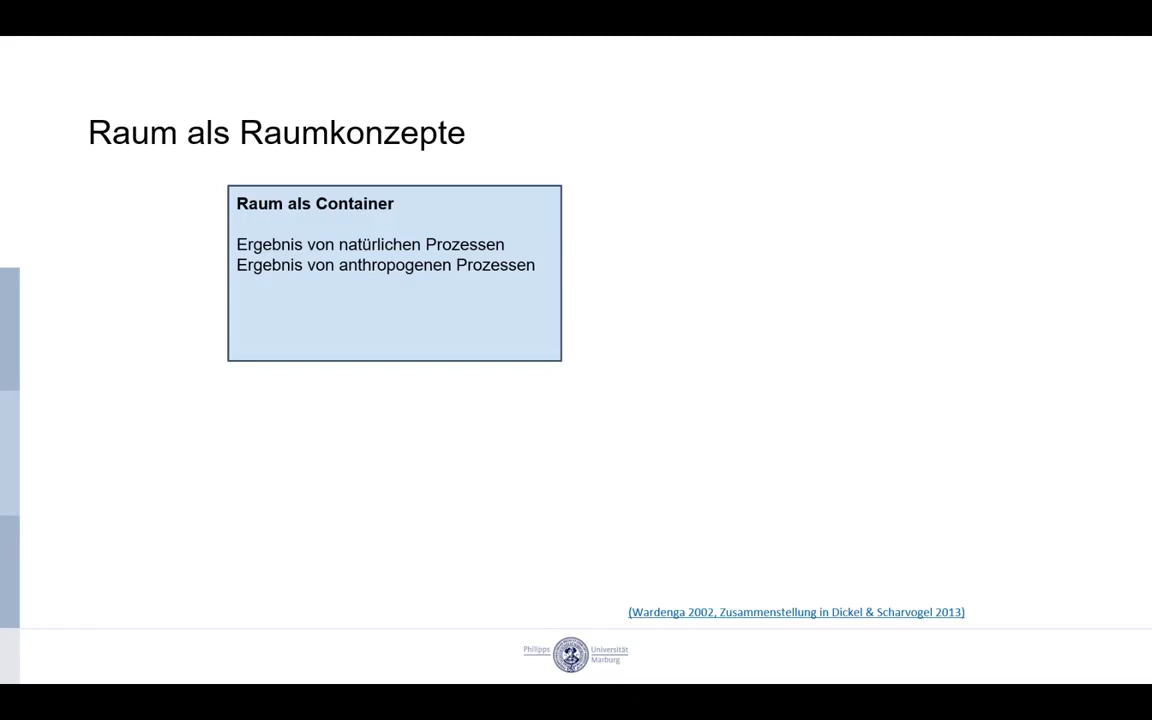 Raum als Raumkonzepte
Raum als Container
Ergebnis von natürlichen Prozessen
Ergebnis von anthropogenen Prozessen
(Wardenga 2002, Zusammenstellung in Dickel & Scharvogel 2013)
Philipps Universität
Marburg